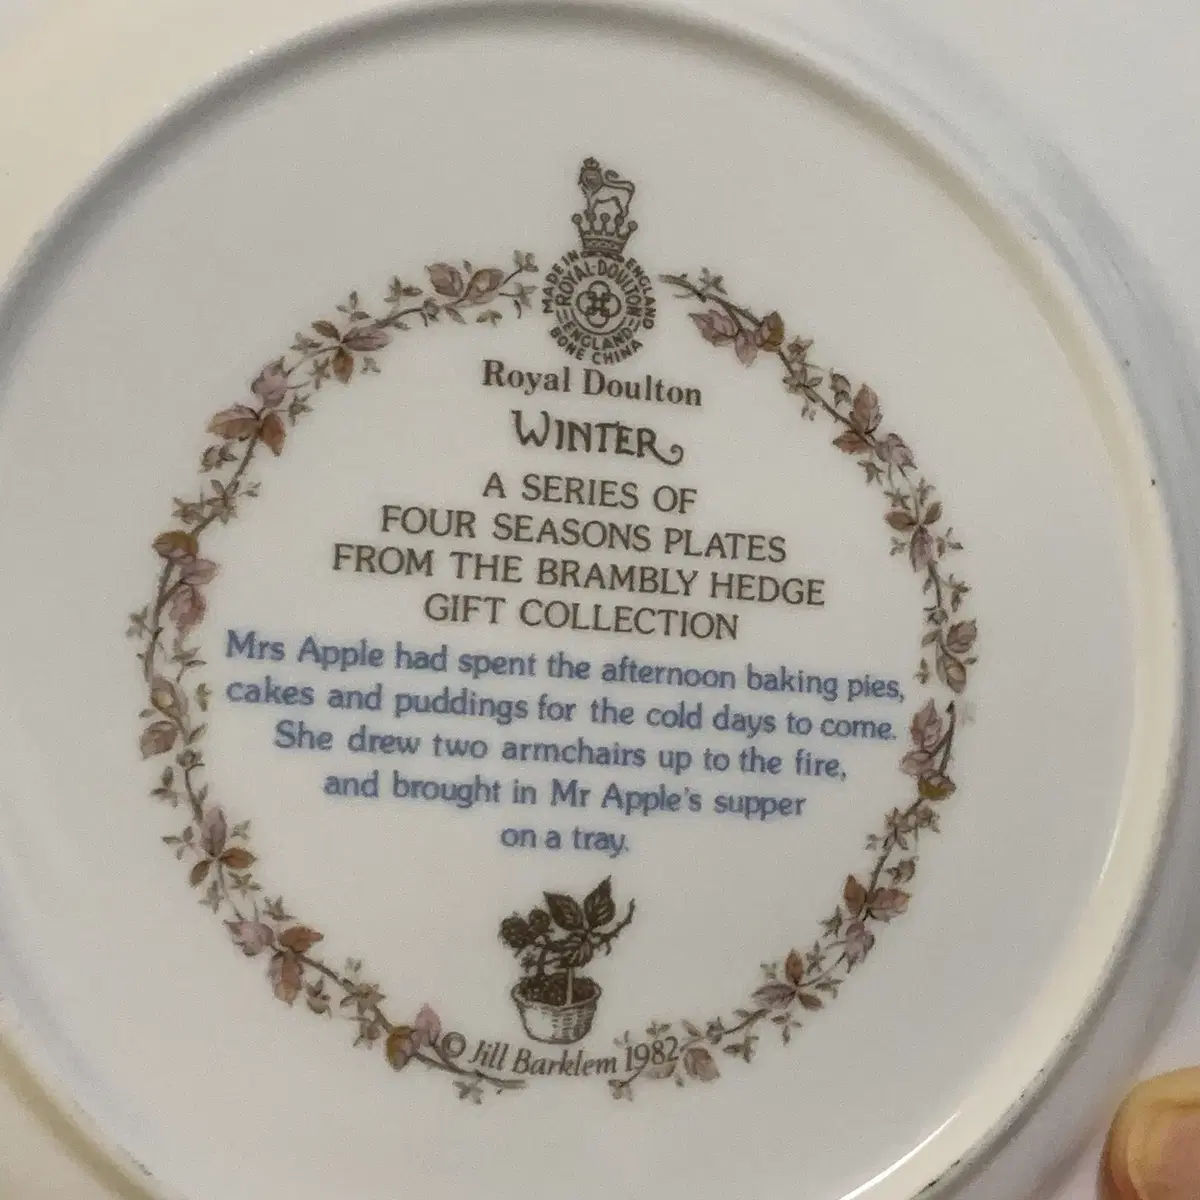 MADE IN ENGLAND
ROYAL·DOULTON
ENGLAND
BONE CHINA
Royal Doulton
WINTER
A SERIES OF
FOUR SEASONS PLATES
FROM THE BRAMBLY HEDGE
GIFT COLLECTION
Mrs Apple had spent the afternoon baking pies,
cakes and puddings for the cold days to come.
She drew two armchairs up to the fire,
and brought in Mr Apple's supper
on a tray.
© Jill Barklem 1982